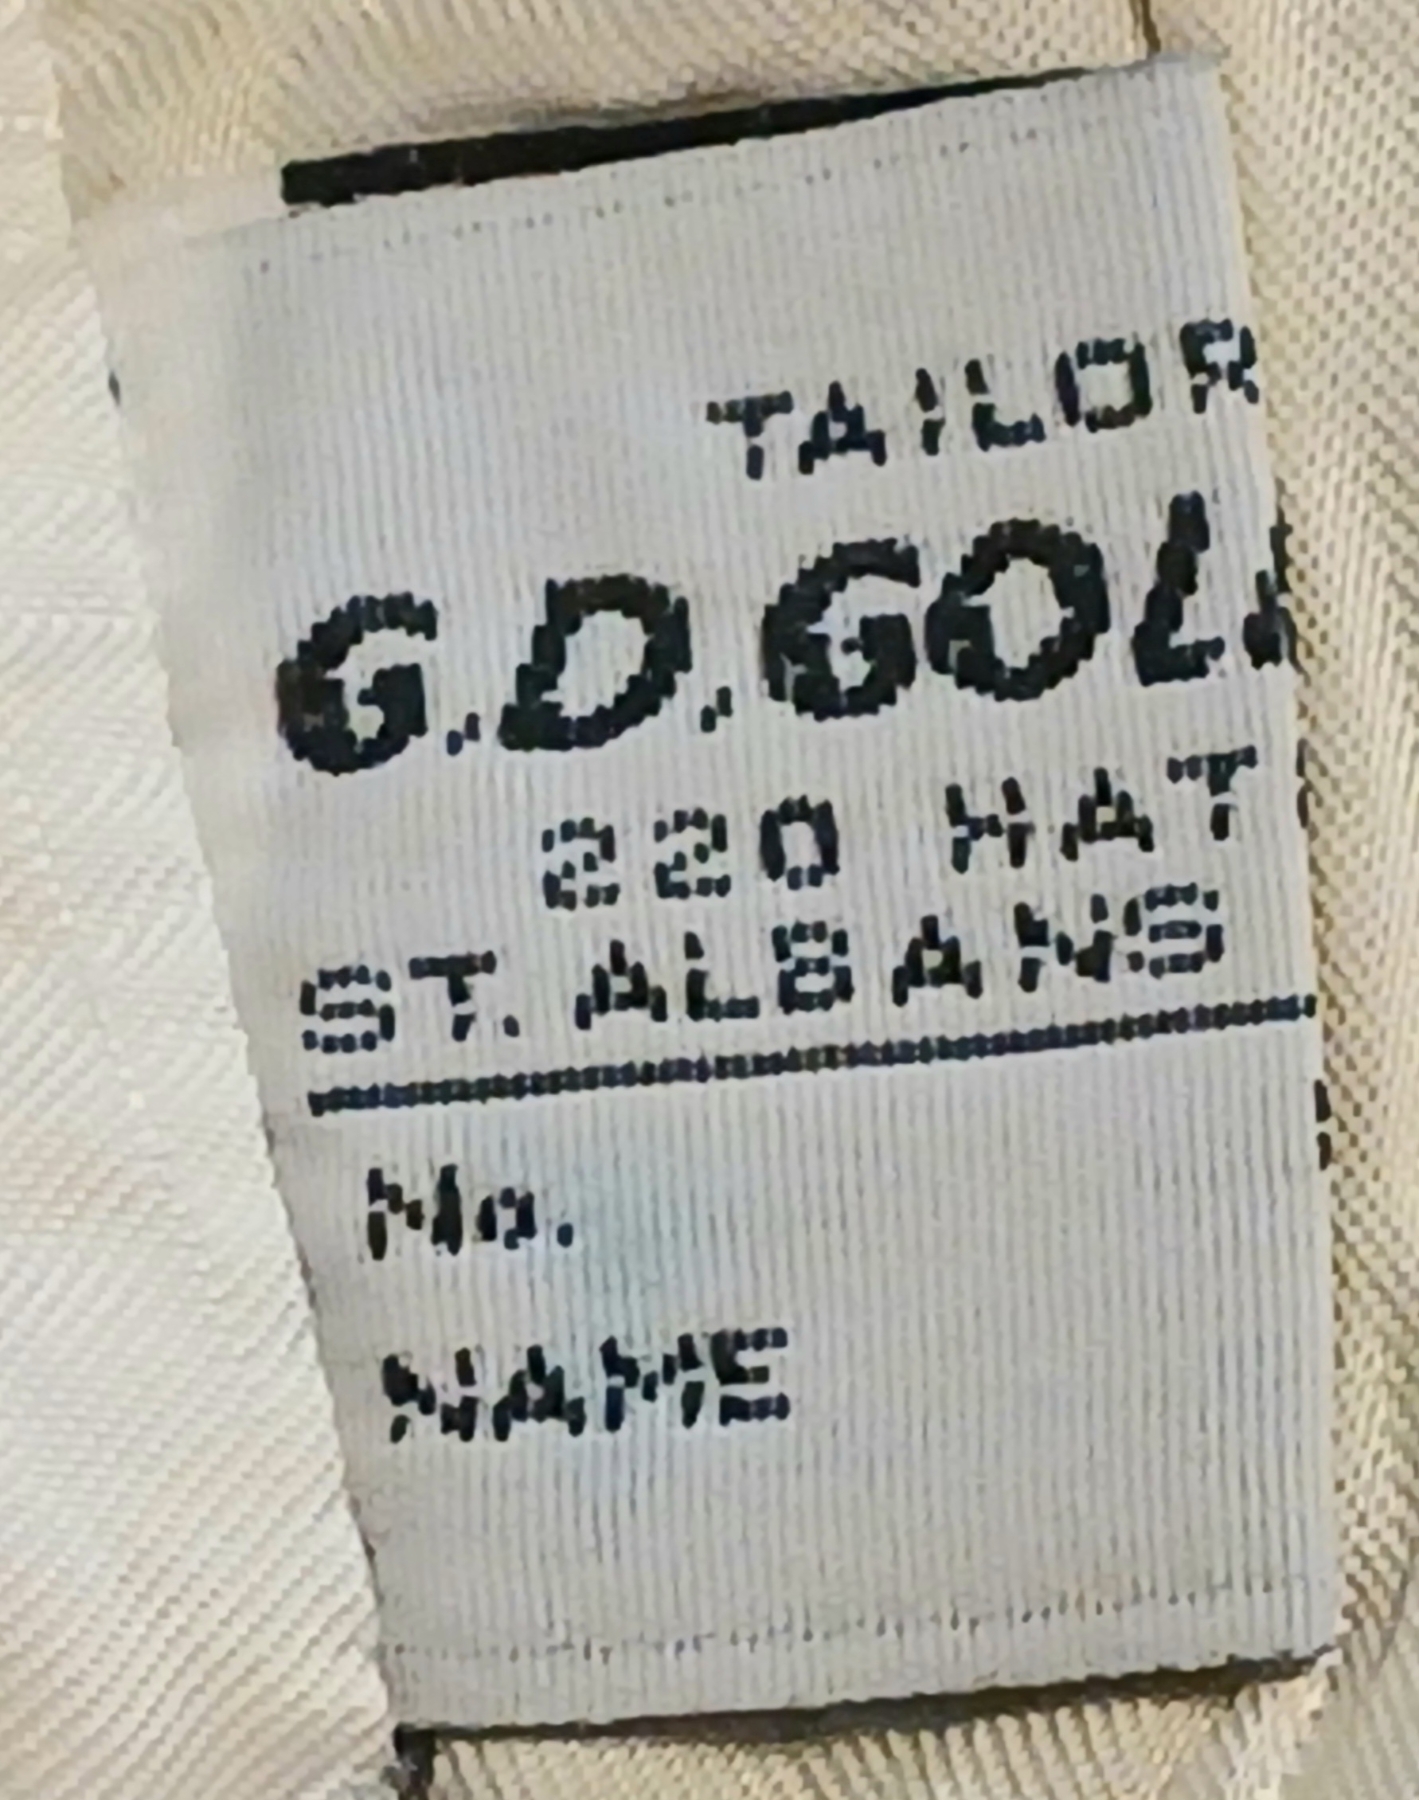 TAILOR
G.D.GOL
220 HAT
ST. ALBANS
No.
NAME